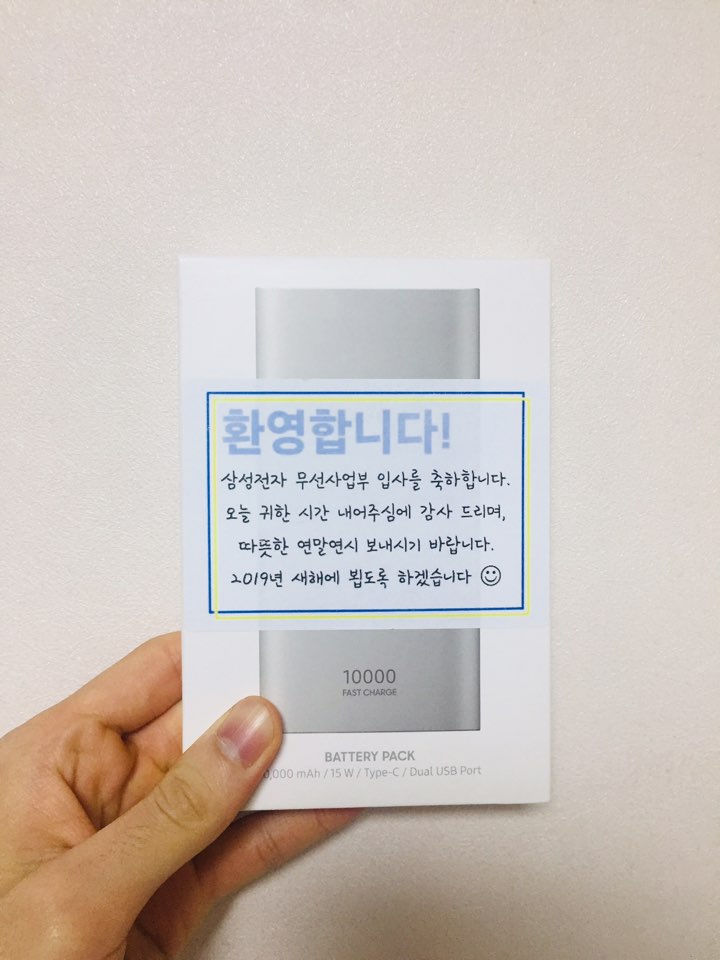 환영합니다!
삼성전자 무선사업부 입사를 축하합니다.
오늘 귀한 시간 내어주심에 감사 드리며,
따뜻한 연말연시 보내시기 바랍니다.
2019년 새해에 뵙도록 하겠습니다 ☺
10000
FAST CHARGE
BATTERY PACK
mAh / 15 W / Type-C / Dual USB Port